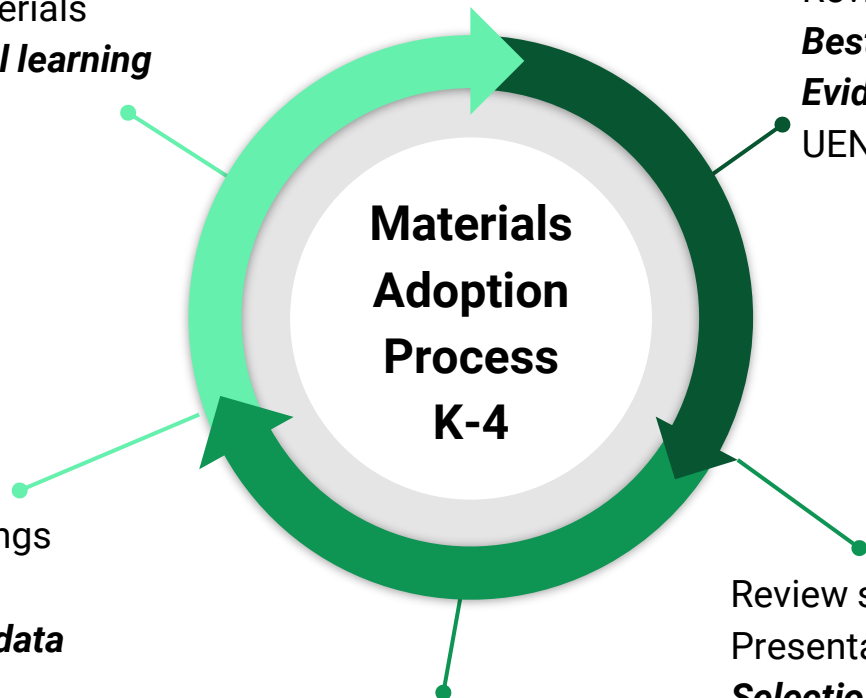 erials
l learning
Best
Evid
UEN
Materials
Adoption
Process
K-4
ngs
data
Review s
Presenta
Selectio